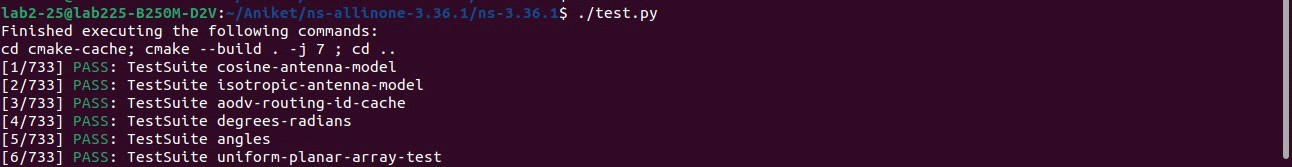 lab2-25@lab225-B250M-D2V:~/Aniket/ns-allinone-3.36.1/ns-3.36.1$ ./test.py
Finished executing the following commands:
cd cmake-cache; cmake --build . -j 7 ; cd ..
[1/733] PASS: TestSuite cosine-antenna-model
[2/733] PASS: TestSuite isotropic-antenna-model
[3/733] PASS: TestSuite aodv-routing-id-cache
[4/733] PASS: TestSuite degrees-radians
[5/733] PASS: TestSuite angles
[6/733] PASS: TestSuite uniform-planar-array-test